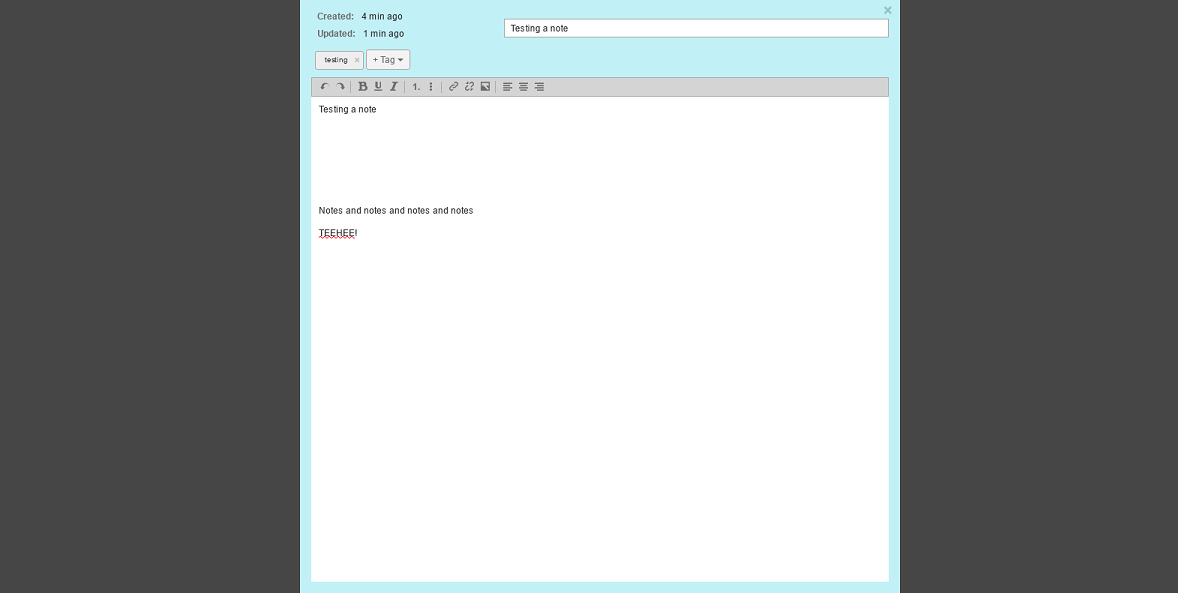 Created: 4 min ago
Updated: 1 min ago
Testing a note
testing ×
+ Tag
B U I 1.
Testing a note
Notes and notes and notes and notes
TEEHEE!